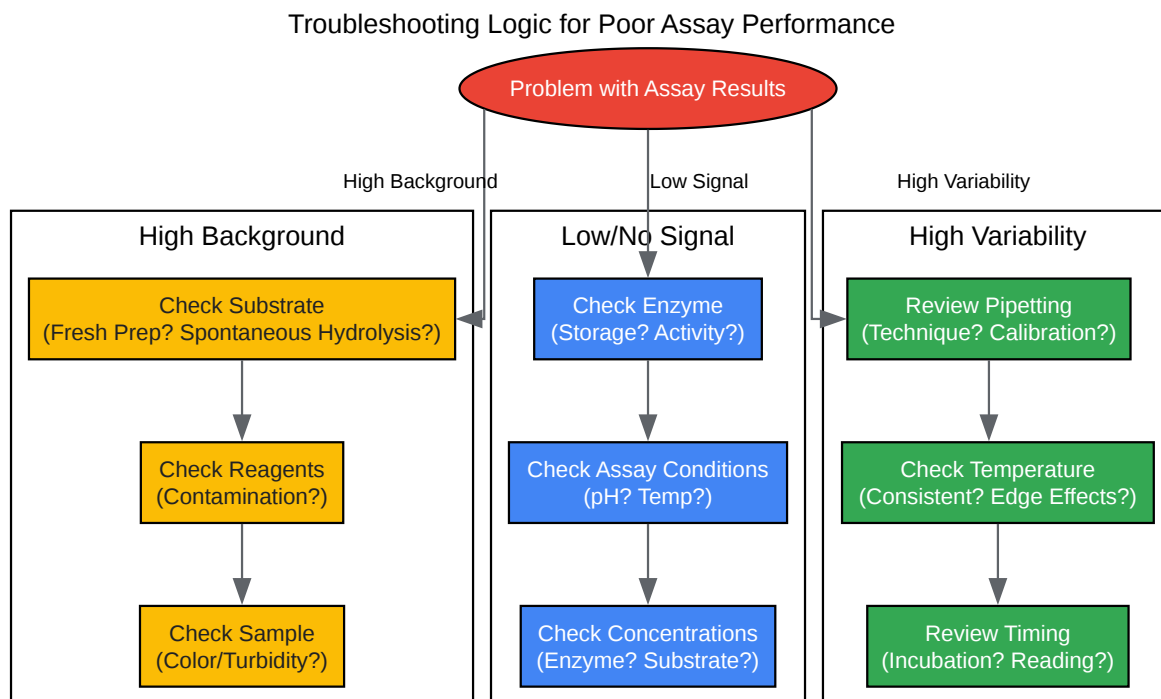 Troubleshooting Logic for Poor Assay Performance
Problem with Assay Results
High Background
Low Signal
High Variability
High Background
Check Substrate
(Fresh Prep? Spontaneous Hydrolysis?)
Check Reagents
(Contamination?)
Check Sample
(Color/Turbidity?)
Low/No Signal
Check Enzyme
(Storage? Activity?)
Check Assay Conditions
(pH? Temp?)
Check Concentrations
(Enzyme? Substrate?)
High Variability
Review Pipetting
(Technique? Calibration?)
Check Temperature
(Consistent? Edge Effects?)
Review Timing
(Incubation? Reading?)